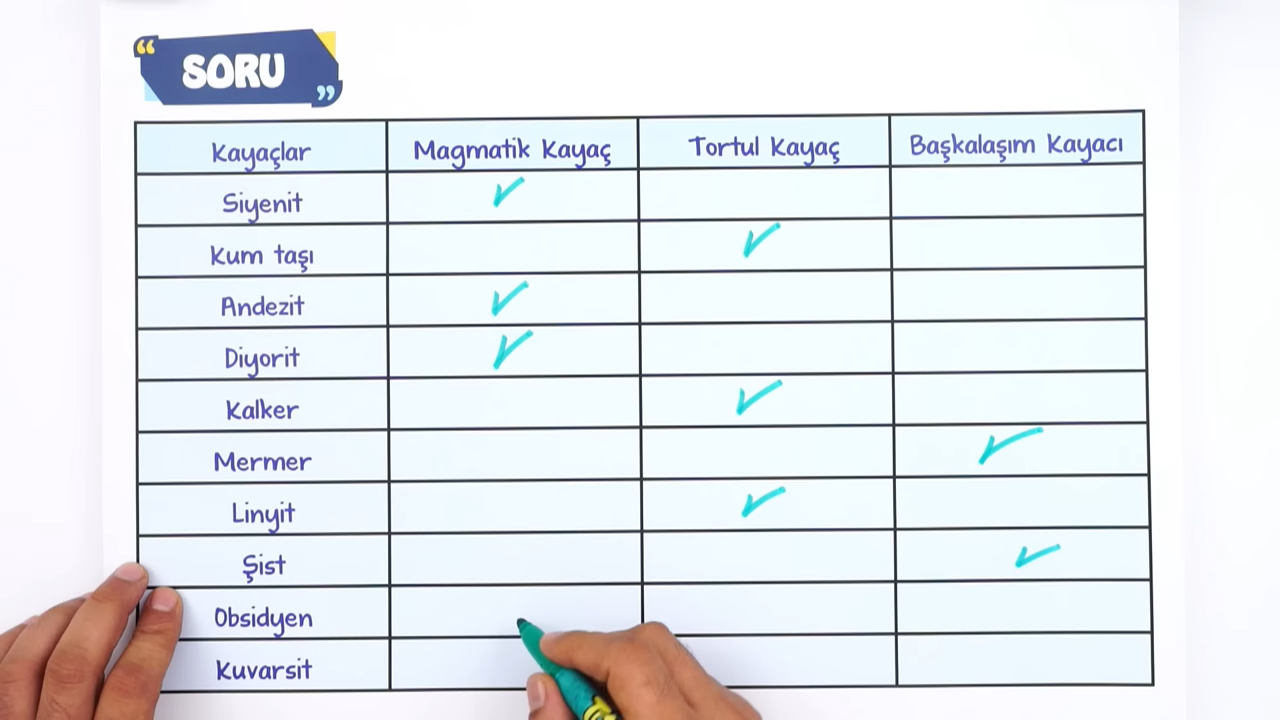 “ SORU ”
Kayaçlar Magmatik Kayaç Tortul Kayaç Başkalaşım Kayacı
Siyenit ✓
Kum taşı ✓
Andezit ✓
Diyorit ✓
Kalker ✓
Mermer ✓
Linyit ✓
Şist ✓
Obsidyen
Kuvarsit